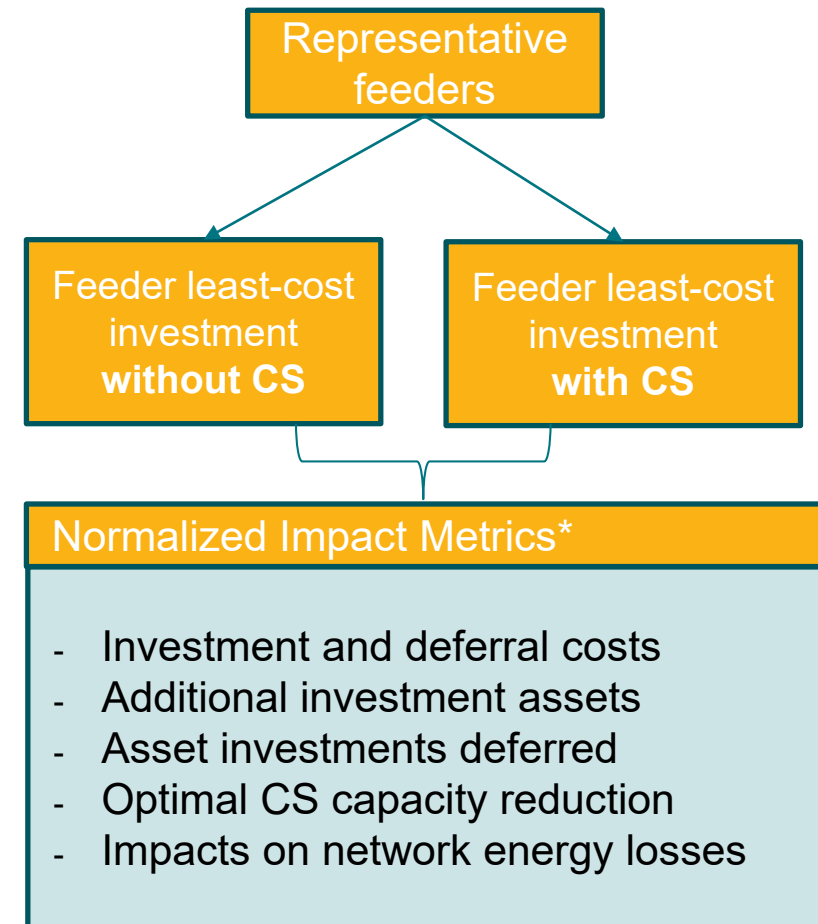 Representative
feeders
Feeder least-cost
investment
without CS
Feeder least-cost
investment
with CS
Normalized Impact Metrics*
- Investment and deferral costs
- Additional investment assets
- Asset investments deferred
- Optimal CS capacity reduction
- Impacts on network energy losses